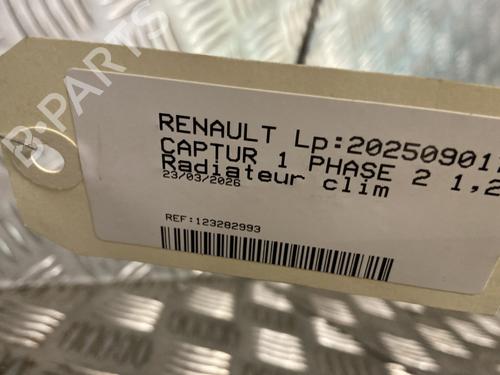 RENAULT Lp:20250901
CAPTUR 1 PHASE 2 1,2
Radiateur clim
23/03/2026
REF:123282993
B-PARTS